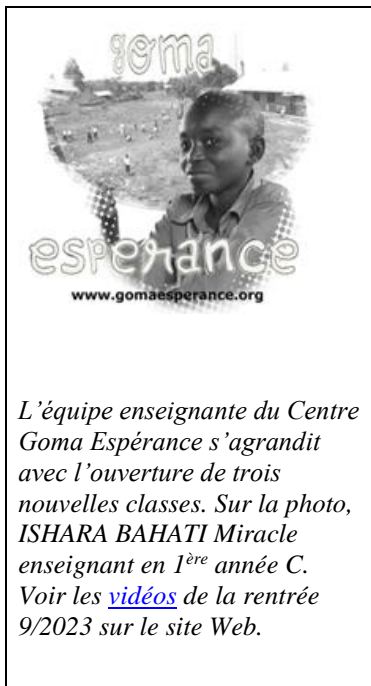 goma
esperance
www.gomaesperance.org
L’équipe enseignante du Centre
Goma Espérance s’agrandit
avec l’ouverture de trois
nouvelles classes. Sur la photo,
ISHARA BAHATI Miracle
enseignant en 1ère année C.
Voir les vidéos de la rentrée
9/2023 sur le site Web.